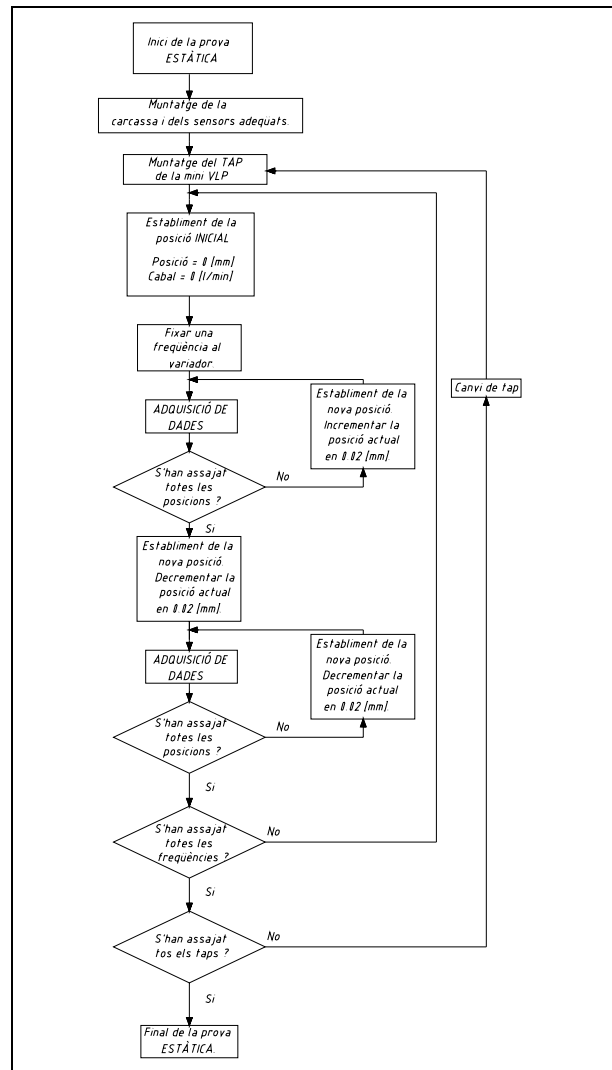 Inici de la prova
ESTÀTICA
Muntatge de la
carcassa i dels sensors adequats.
Muntatge del TAP
de la mini VLP
Establiment de la
posició INICIAL
Posició = 0 [mm]
Cabal = 0 [l/min]
Fixar una
freqüència al
variador.
ADQUISICIÓ DE
DADES
Establiment de la
nova posició.
Incrementar la
posició actual
en 0.02 [mm].
Canvi de tap
S'han assajat
totes les
posicions ?
No
Si
Establiment de la
nova posició.
Decrementar la
posició actual
en 0.02 [mm].
ADQUISICIÓ DE
DADES
Establiment de la
nova posició.
Decrementar la
posició actual
en 0.02 [mm].
S'han assajat
totes les
posicions ?
No
Si
S'han assajat
totes les
freqüències ?
No
Si
S'han assajat
tos els taps ?
No
Si
Final de la prova
ESTÀTICA.